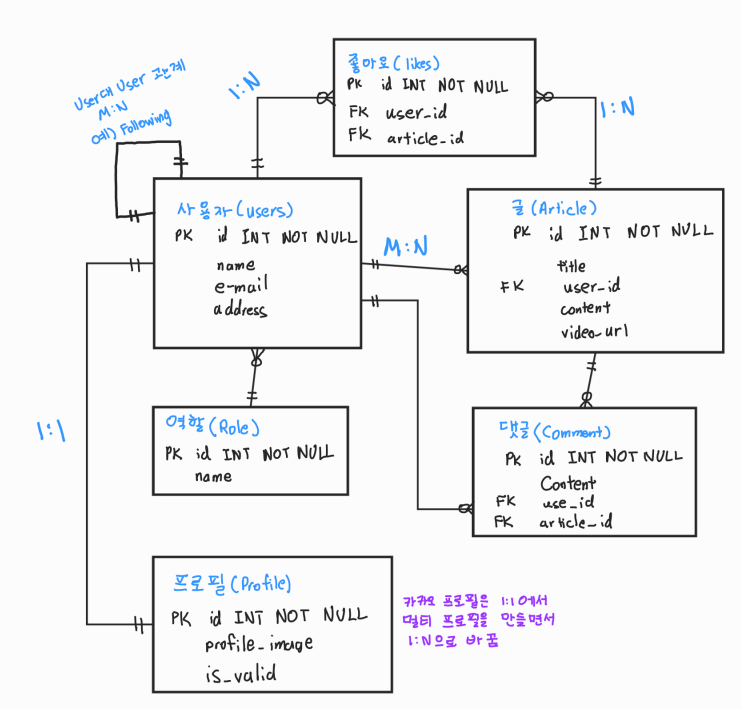 좋아요(likes)
PK id INT NOT NULL
FK user_id
FK article_id
1:N
1:N
User대 User 관계
M:N
예) Following
사용자(users)
PK id INT NOT NULL
name
e-mail
address
M:N
글(Article)
PK id INT NOT NULL
title
FK user_id
content
video_url
1:1
역할(Role)
PK id INT NOT NULL
name
댓글(Comment)
PK id INT NOT NULL
Content
FK use_id
FK article_id
프로필(Profile)
PK id INT NOT NULL
profile_image
is_valid
카카오 프로필은 1:1에서
멀티 프로필을 만들면서
1:N으로 바꿈